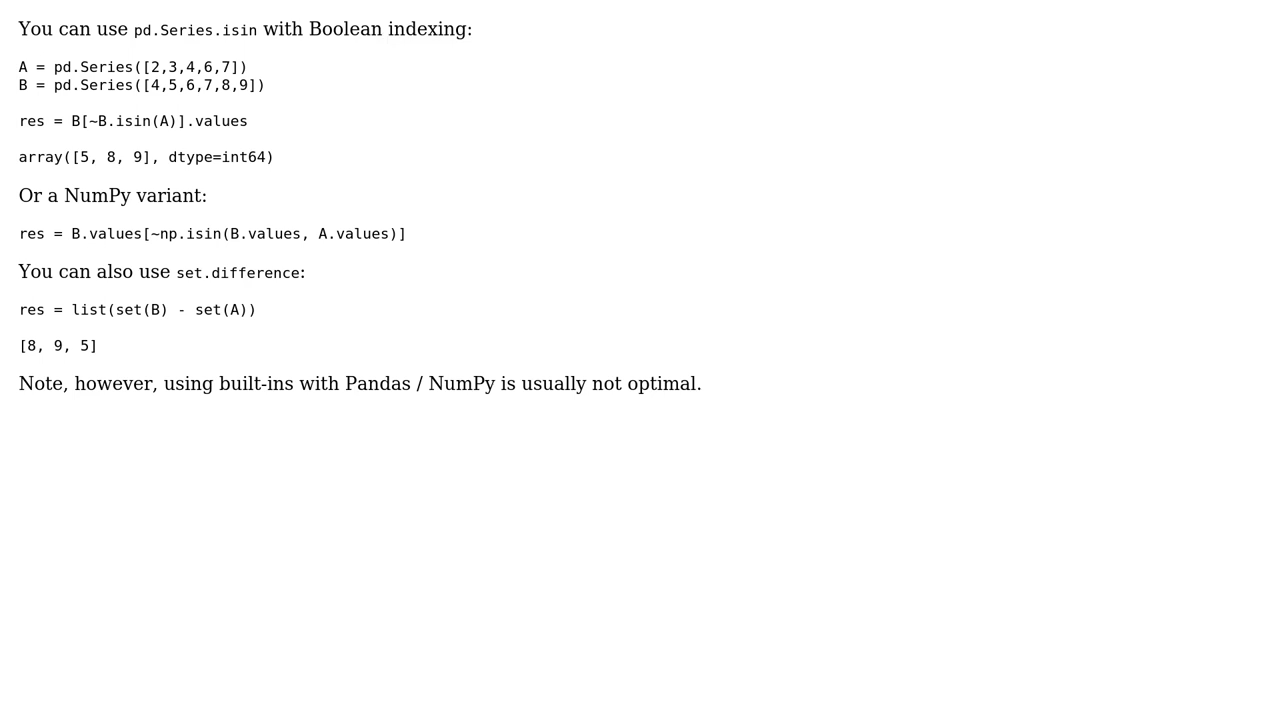 You can use pd.Series.isin with Boolean indexing:
A = pd.Series([2,3,4,6,7])
B = pd.Series([4,5,6,7,8,9])
res = B[~B.isin(A)].values
array([5, 8, 9], dtype=int64)
Or a NumPy variant:
res = B.values[~np.isin(B.values, A.values)]
You can also use set.difference:
res = list(set(B) - set(A))
[8, 9, 5]
Note, however, using built-ins with Pandas / NumPy is usually not optimal.